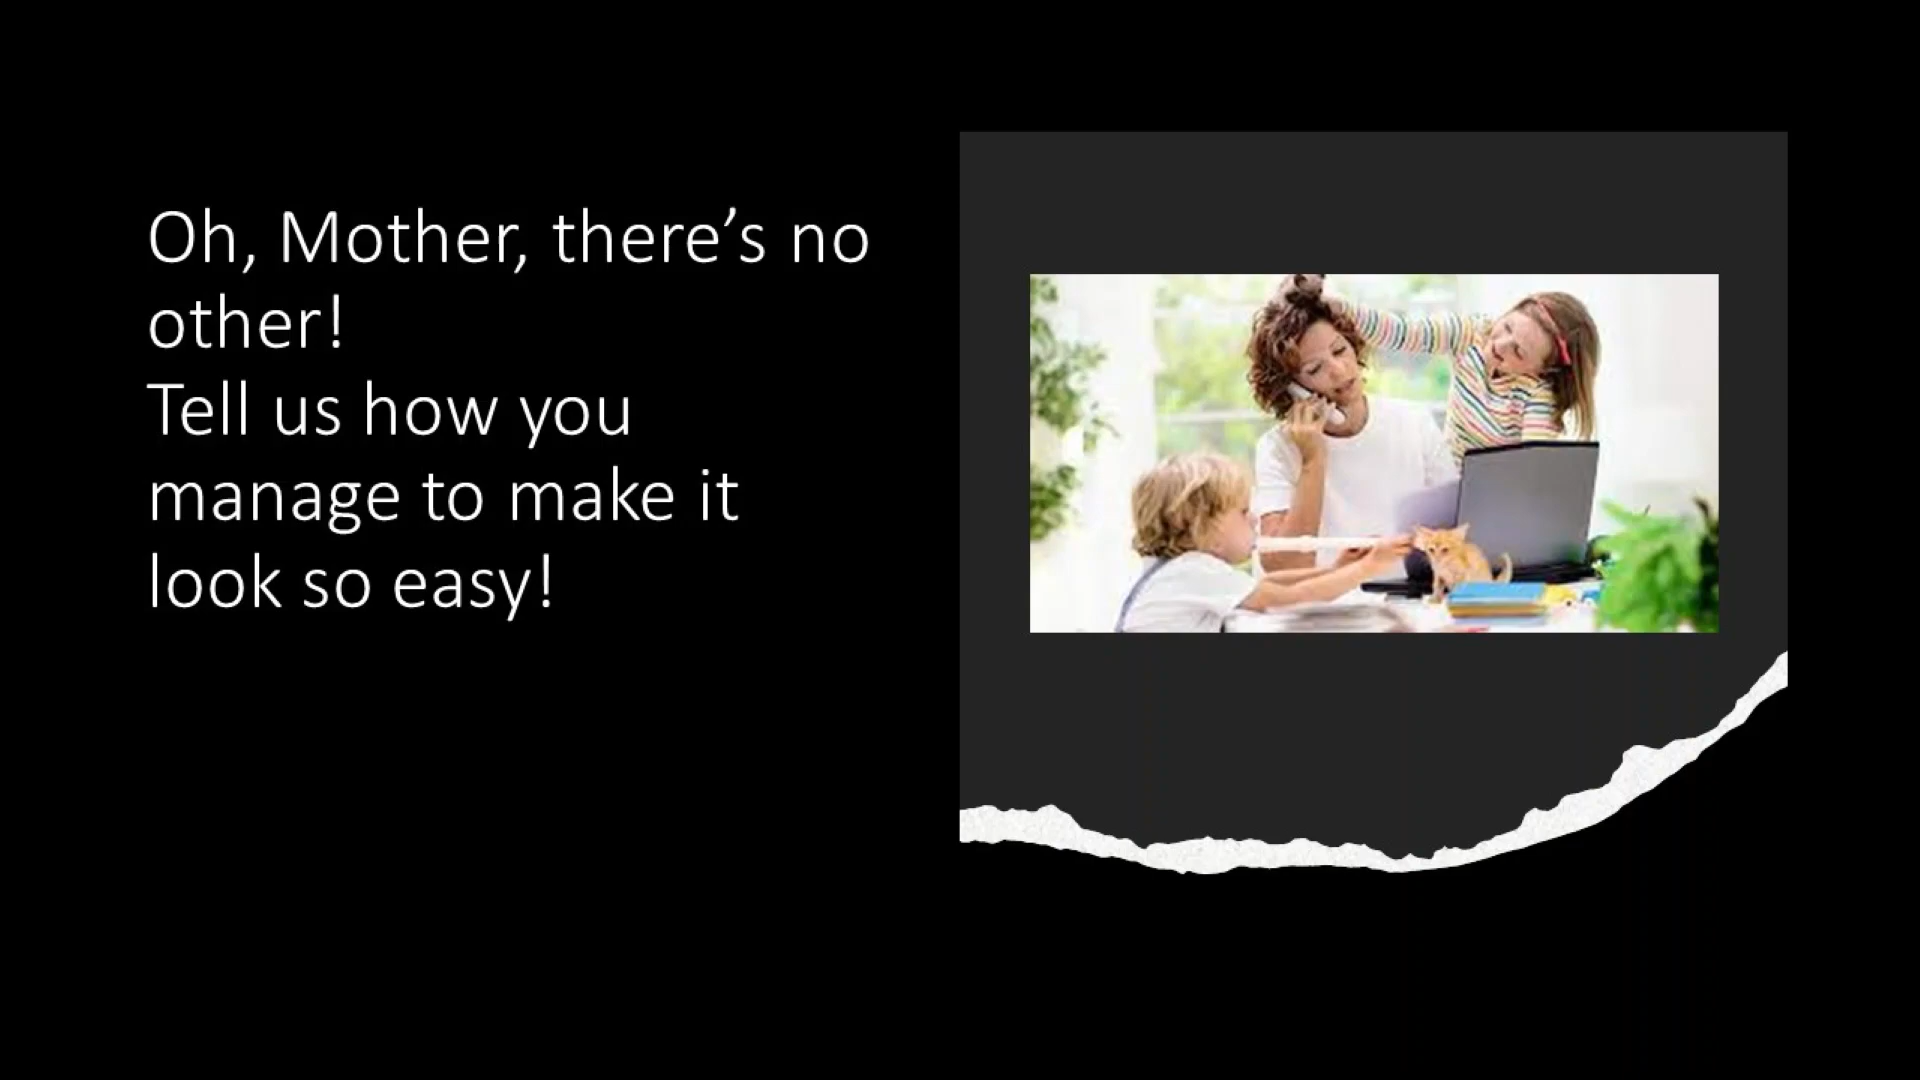 Oh, Mother, there’s no
other!
Tell us how you
manage to make it
look so easy!